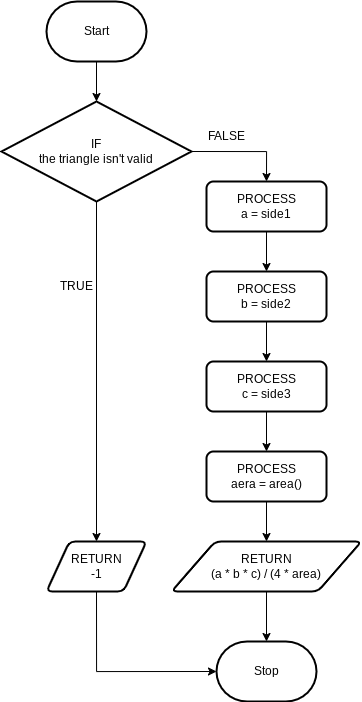 Start
IF
the triangle isn't valid
FALSE
PROCESS
a = side1
PROCESS
b = side2
TRUE
PROCESS
c = side3
PROCESS
aera = area()
RETURN
-1
RETURN
(a * b * c) / (4 * area)
Stop